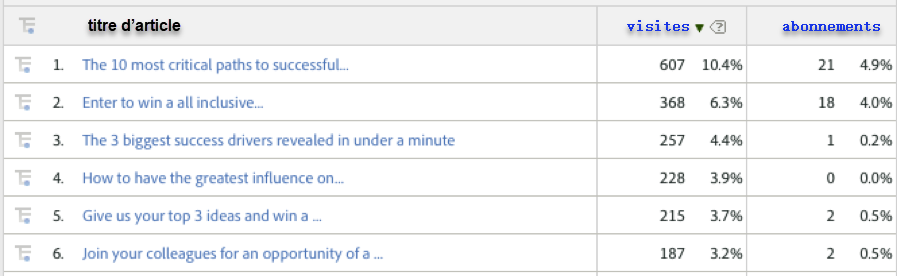 titre d'article visites ▼ abonnements
1. The 10 most critical paths to successful... 607 10.4% 21 4.9%
2. Enter to win a all inclusive... 368 6.3% 18 4.0%
3. The 3 biggest success drivers revealed in under a minute 257 4.4% 1 0.2%
4. How to have the greatest influence on... 228 3.9% 0 0.0%
5. Give us your top 3 ideas and win a ... 215 3.7% 2 0.5%
6. Join your colleagues for an opportunity of a ... 187 3.2% 2 0.5%